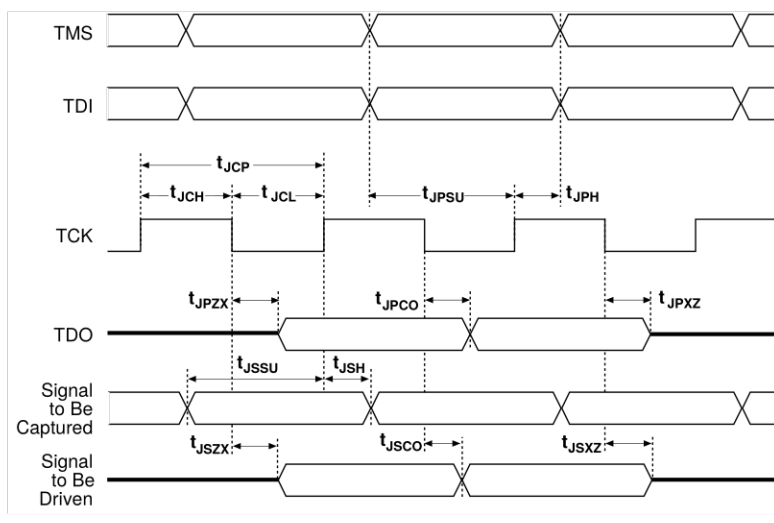 TMS
TDI
tJCP
tJCH tJCL tJPSU tJPH
TCK
tJPZX tJPCO tJPXZ
TDO
tJSSU tJSH
Signal
to Be
Captured
tJSZX tJSCO tJSXZ
Signal
to Be
Driven